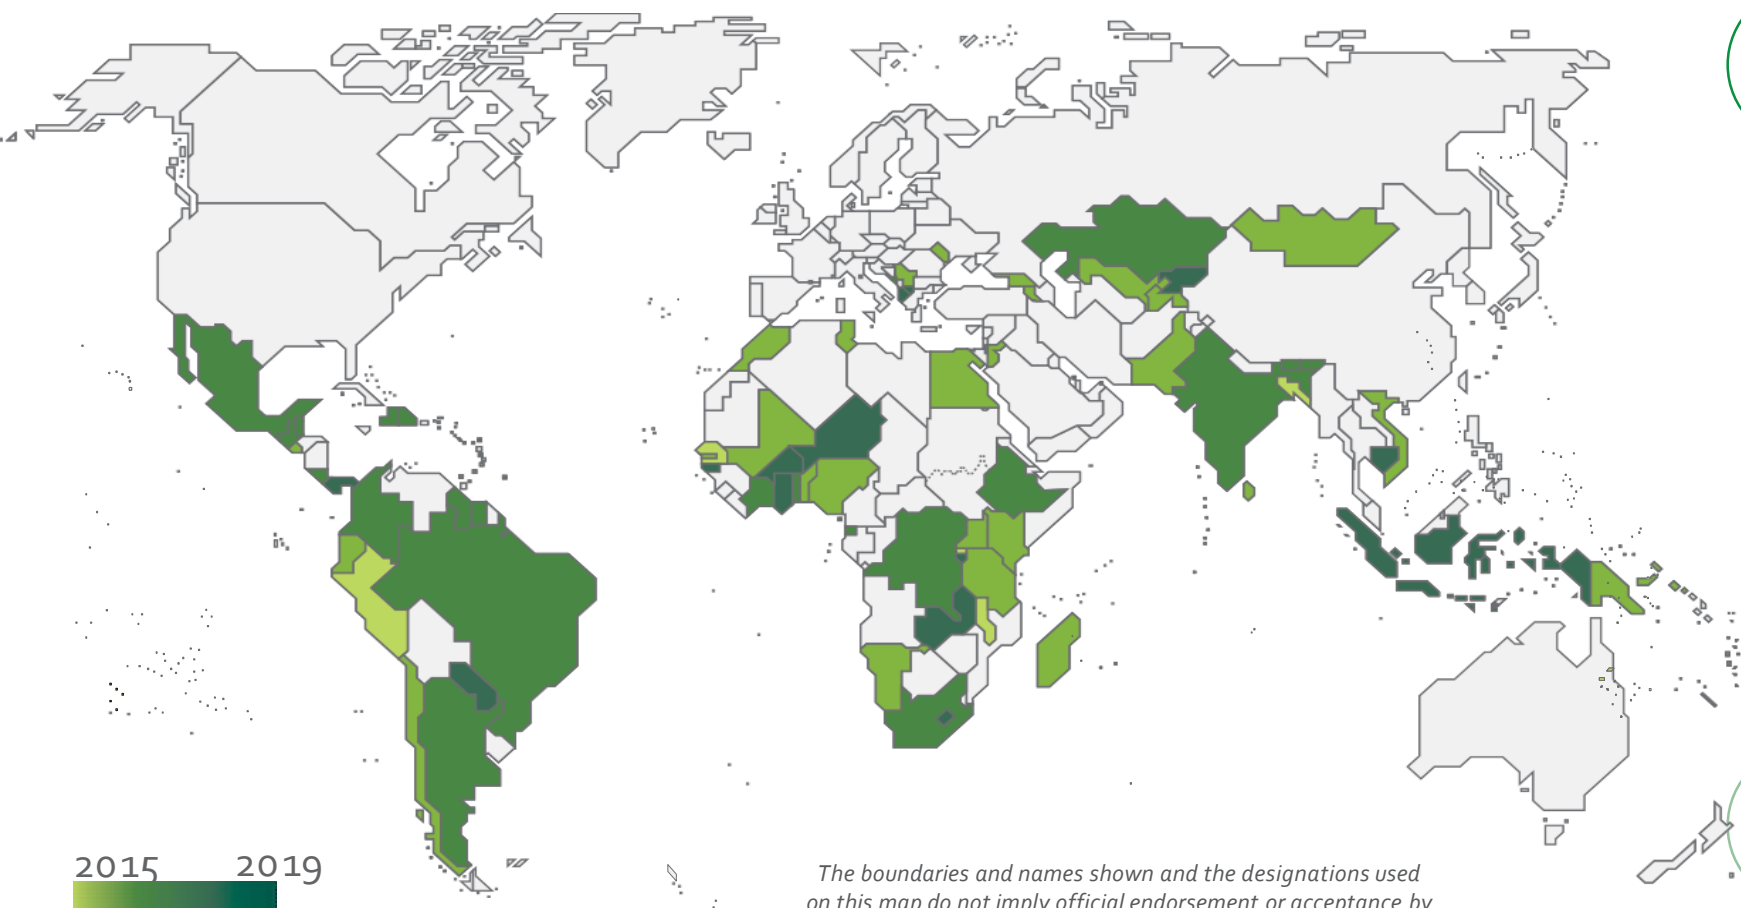 2015 2019
The boundaries and names shown and the designations used
on this map do not imply official endorsement or acceptance by